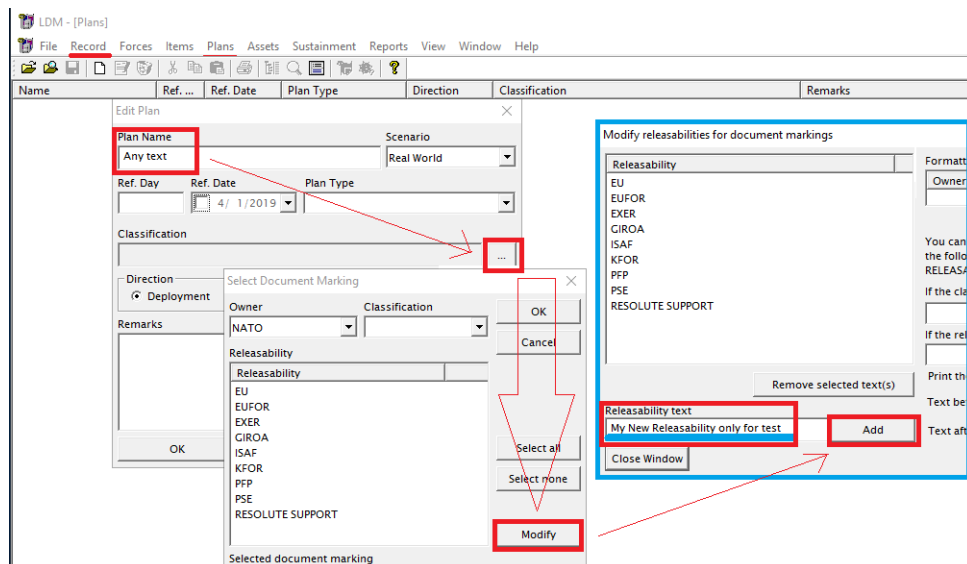 LDM - [Plans]
File Record Forces Items Plans Assets Sustainment Reports View Window Help
Name Ref. ... Ref. Date Plan Type Direction Classification Remarks
Edit Plan
Plan Name Scenario
Any text Real World
Ref. Day Ref. Date Plan Type
4/ 1/2019
Classification
...
Direction
Deployment
Remarks
OK
Select Document Marking
Owner Classification
NATO
OK
Cancel
Releasability
Releasability
EU
EUFOR
EXER
GIROA
ISAF
KFOR
PFP
PSE
RESOLUTE SUPPORT
Select all
Select none
Modify
Selected document marking
Modify releasabilities for document markings
Releasability
EU
EUFOR
EXER
GIROA
ISAF
KFOR
PFP
PSE
RESOLUTE SUPPORT
Remove selected text(s)
Releasability text
My New Releasability only for test
Add
Close Window
Formatt
Owner
You can
the follo
RELEASA
If the cla
If the rel
Print th
Text be
Text aft